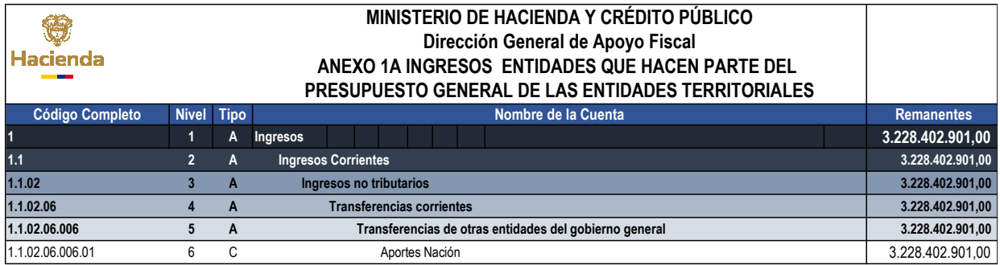 Hacienda
MINISTERIO DE HACIENDA Y CRÉDITO PÚBLICO
Dirección General de Apoyo Fiscal
ANEXO 1A INGRESOS ENTIDADES QUE HACEN PARTE DEL
PRESUPUESTO GENERAL DE LAS ENTIDADES TERRITORIALES
Código Completo Nivel Tipo Nombre de la Cuenta Remanentes
1 1 A Ingresos 3.228.402.901,00
1.1 2 A Ingresos Corrientes 3.228.402.901,00
1.1.02 3 A Ingresos no tributarios 3.228.402.901,00
1.1.02.06 4 A Transferencias corrientes 3.228.402.901,00
1.1.02.06.006 5 A Transferencias de otras entidades del gobierno general 3.228.402.901,00
1.1.02.06.006.01 6 C Aportes Nación 3.228.402.901,00